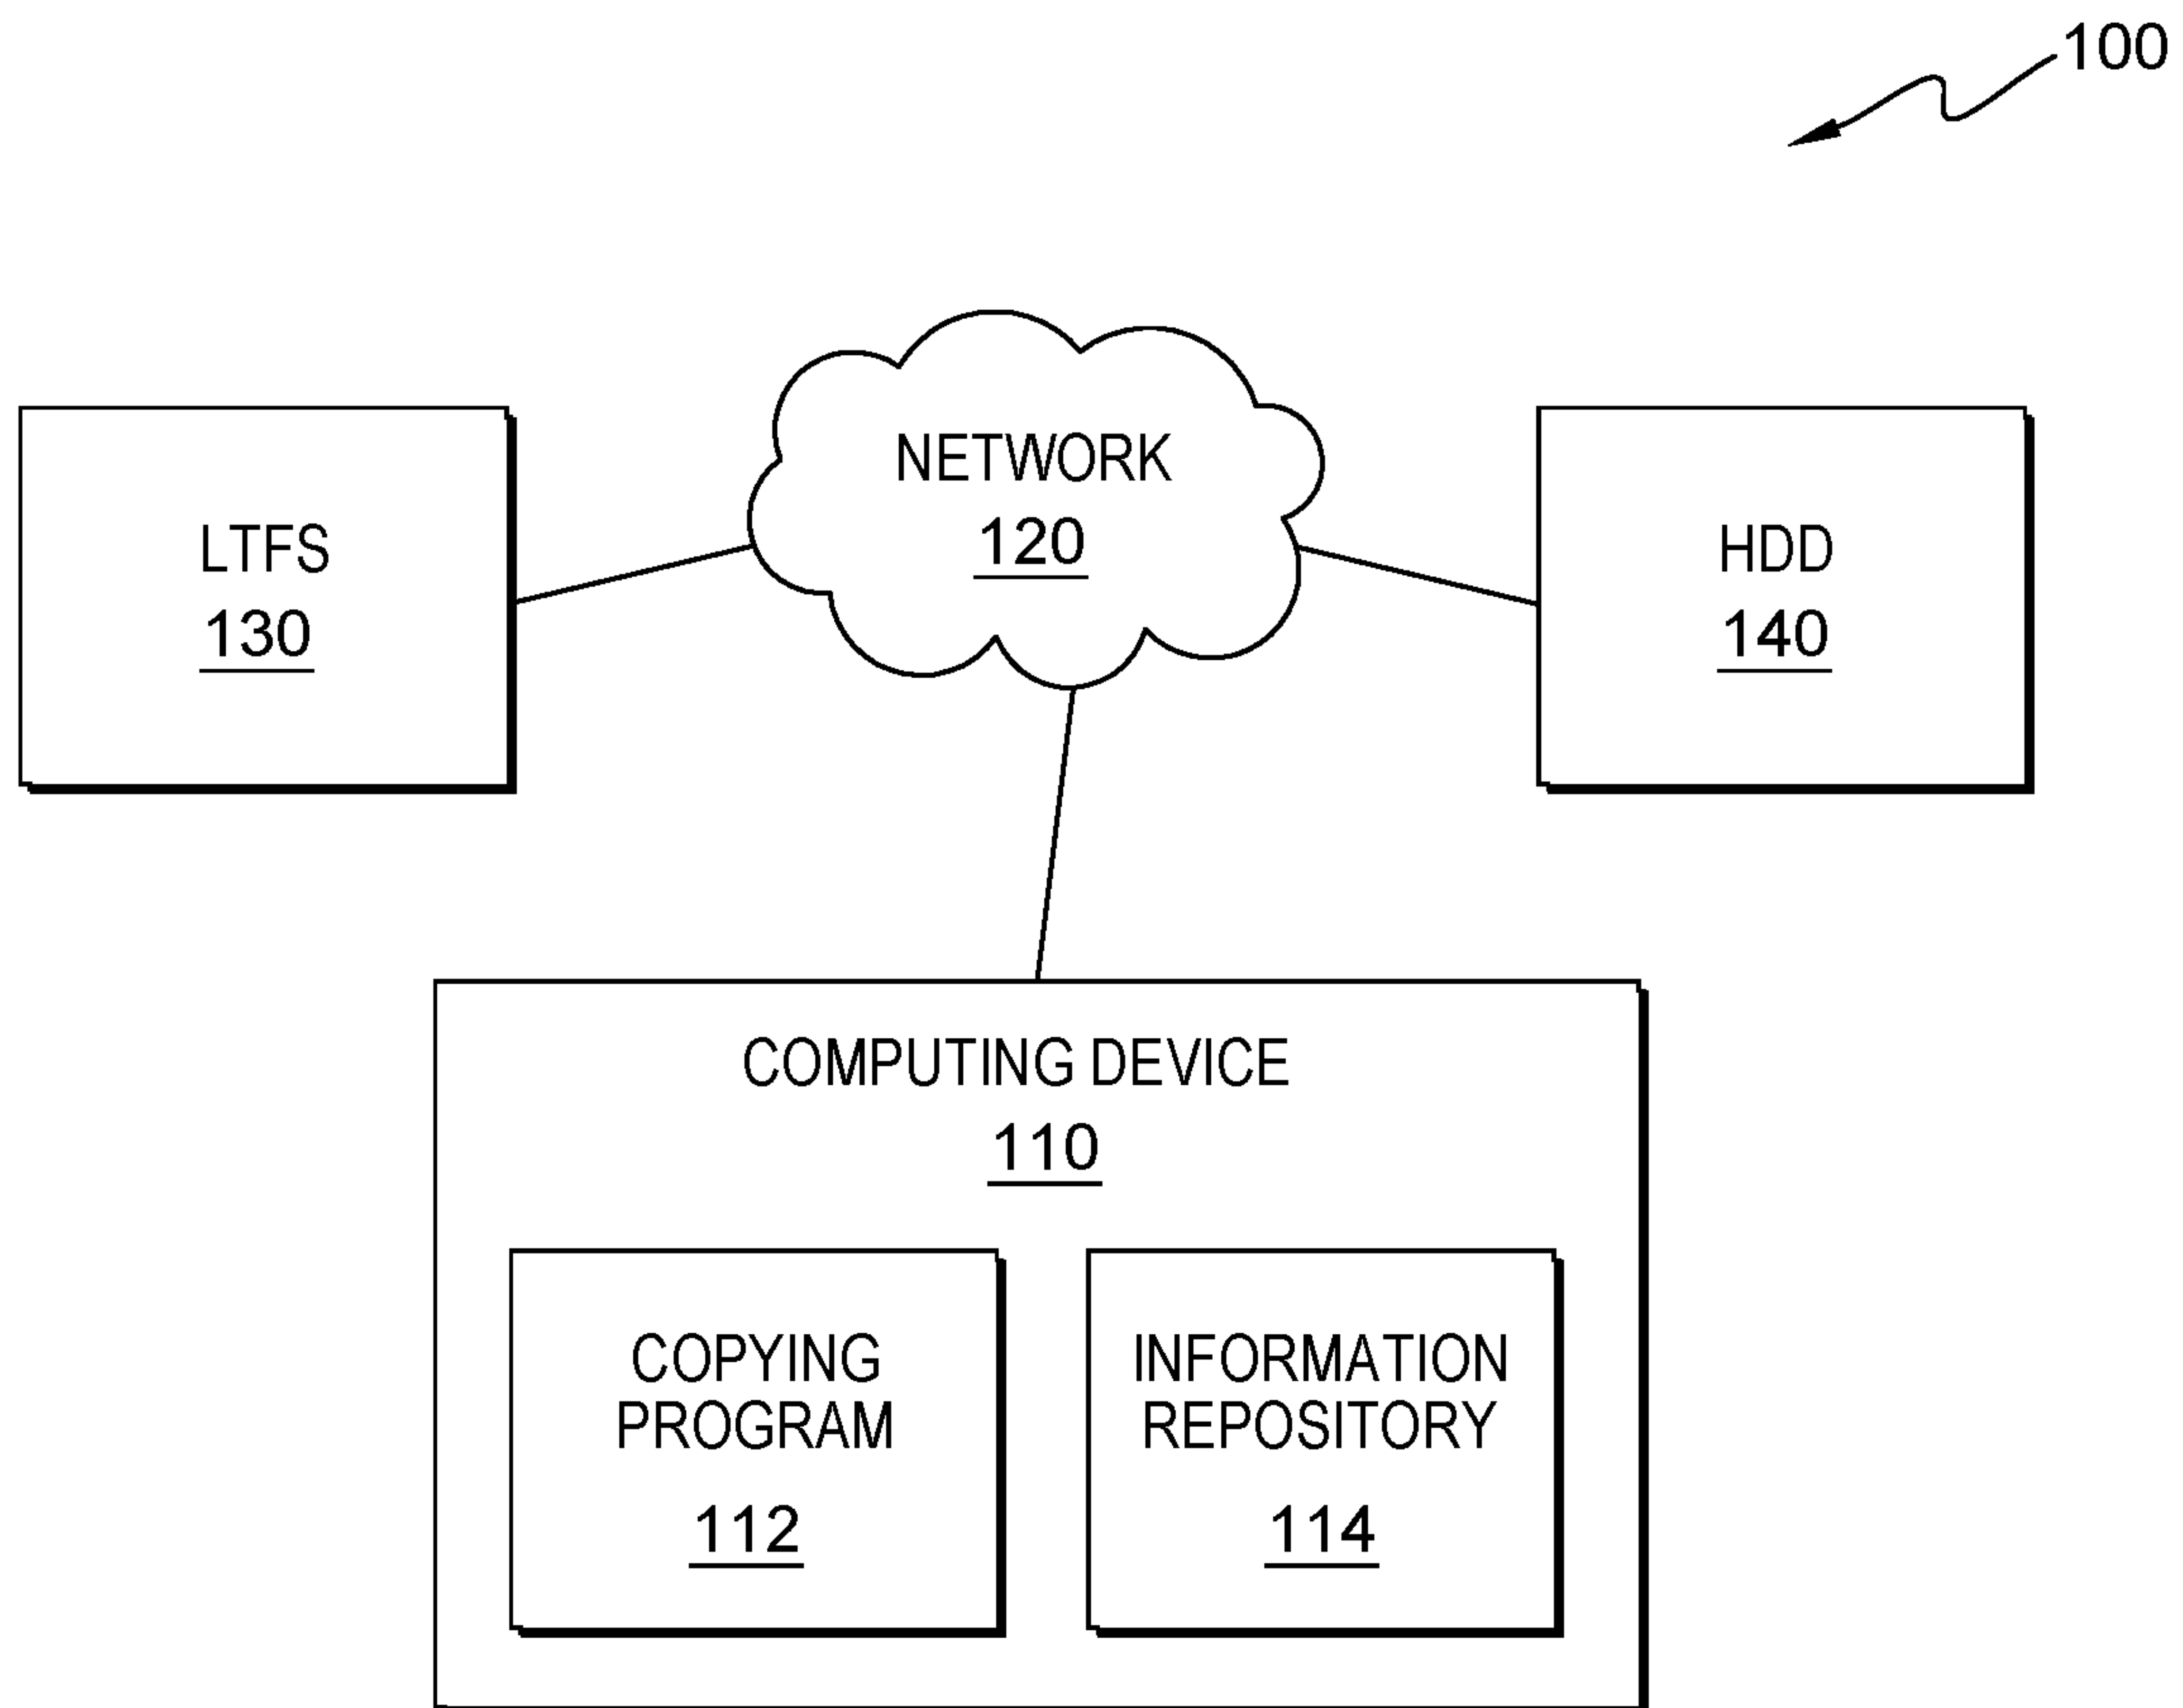 100
NETWORK
120
LTFS
130
HDD
140
COMPUTING DEVICE
110
COPYING
PROGRAM
112
INFORMATION
REPOSITORY
114